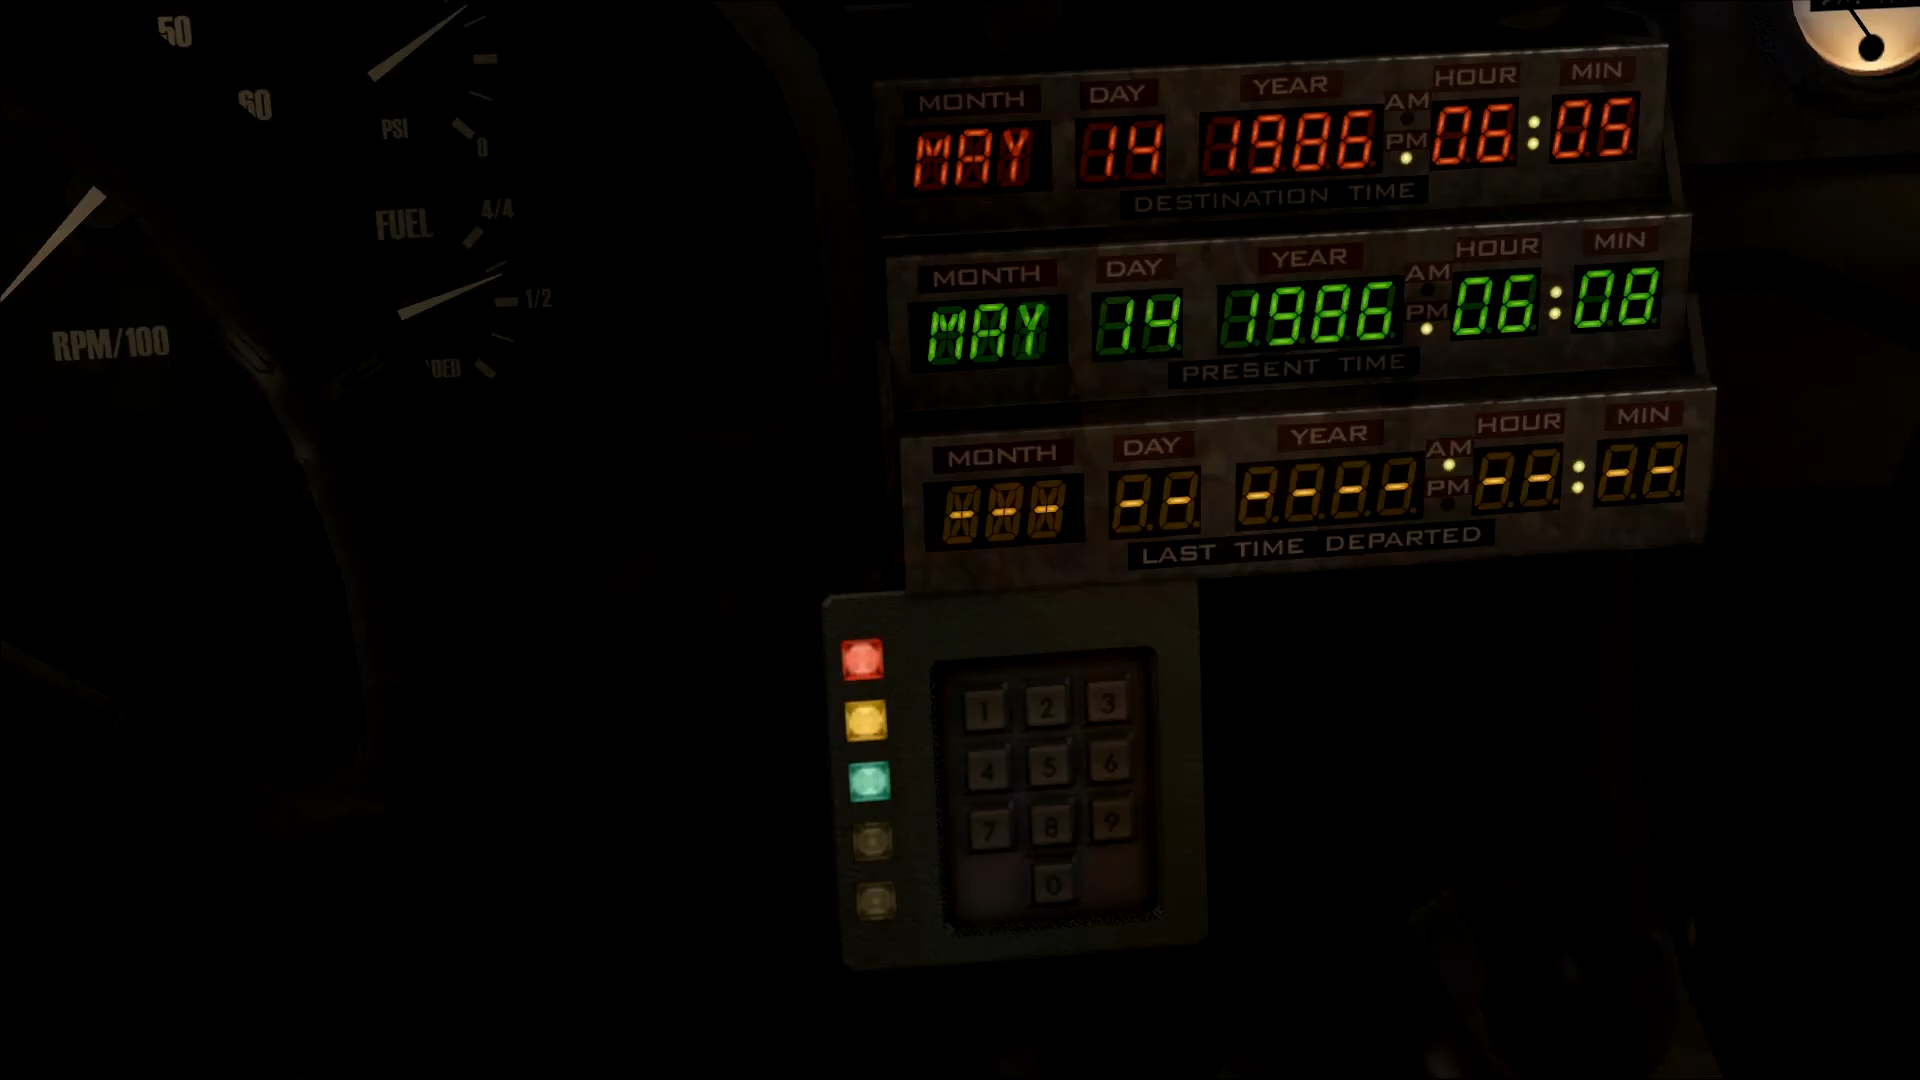 50
60
PSI
0
FUEL
4/4
1/2
RPM/100
MONTH DAY YEAR AM PM HOUR MIN
MAY 14 1986 06:05
DESTINATION TIME
MONTH DAY YEAR AM PM HOUR MIN
MAY 14 1986 06:08
PRESENT TIME
MONTH DAY YEAR AM PM HOUR MIN
--- -- ---- --:--
LAST TIME DEPARTED
1 2 3
4 5 6
7 8 9
0